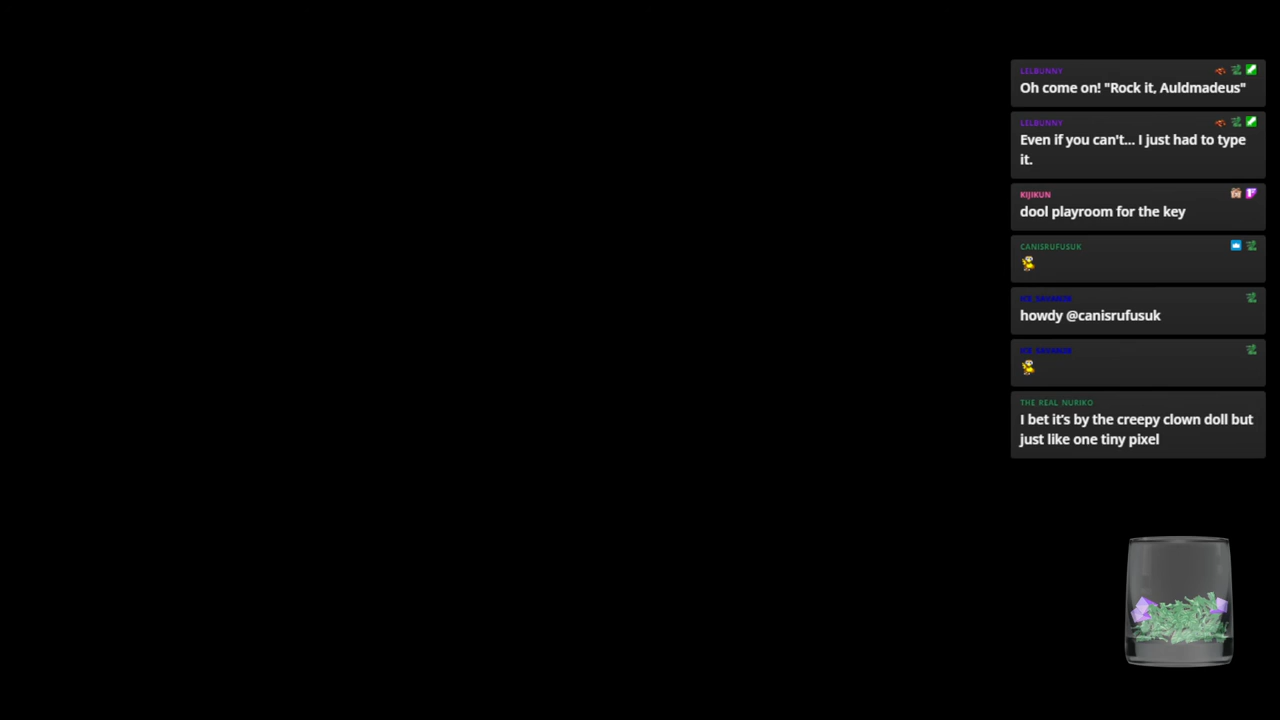 LELBUNNY
Oh come on! "Rock it, Auldmadeus"
LELBUNNY
Even if you can't... I just had to type
it.
KIJIKUN
dool playroom for the key
CANISRUFUSUK
howdy @canisrufusuk
THE REAL NURIKO
I bet it's by the creepy clown doll but
just like one tiny pixel